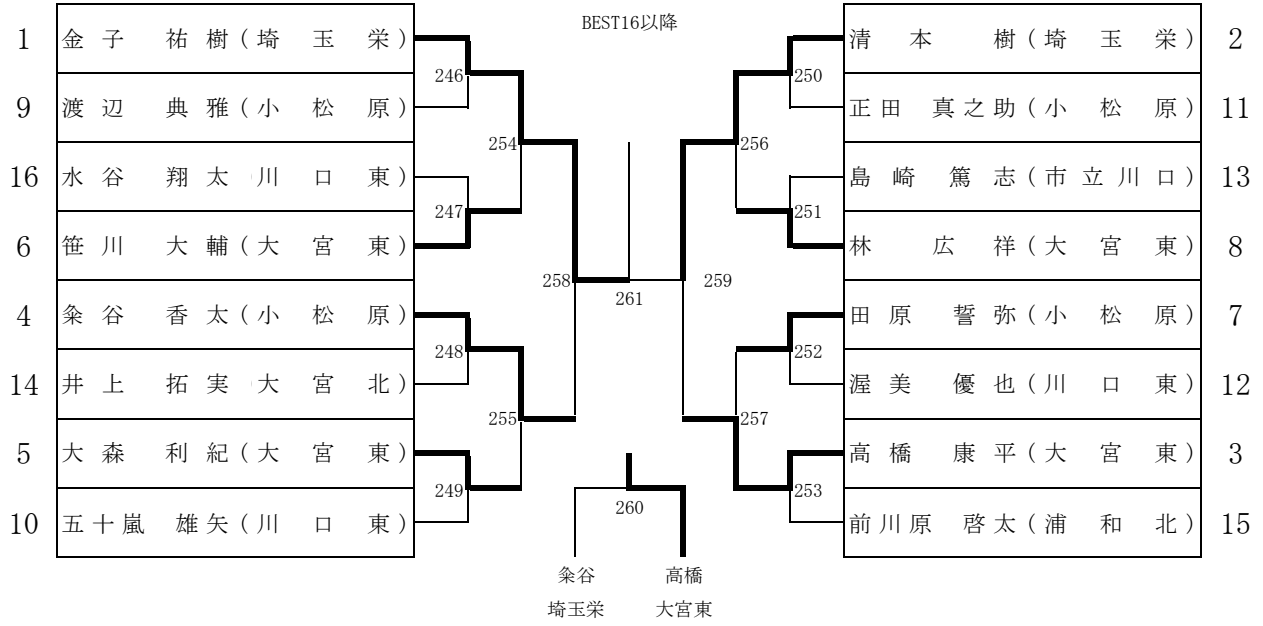 BEST16以降
1 金子 祐樹(埼玉栄)
246
9 渡辺 典雅(小松原)
254
16 水谷 翔太 川口東)
247
6 笹川 大輔(大宮東)
258
4 粂谷 香太(小松原)
248
14 井上 拓実 大宮北)
255
5 大森 利紀(大宮東)
249
10 五十嵐 雄矢(川口東)
261
清本 樹(埼玉栄) 2
250
正田 真之助(小松原) 11
256
島崎 篤志(市立川口) 13
251
林 広祥(大宮東) 8
259
田原 誓弥(小松原) 7
252
渥美 優也(川口東) 12
257
高橋 康平(大宮東) 3
253
前川原 啓太(浦和北) 15
260
粂谷 高橋
埼玉栄 大宮東